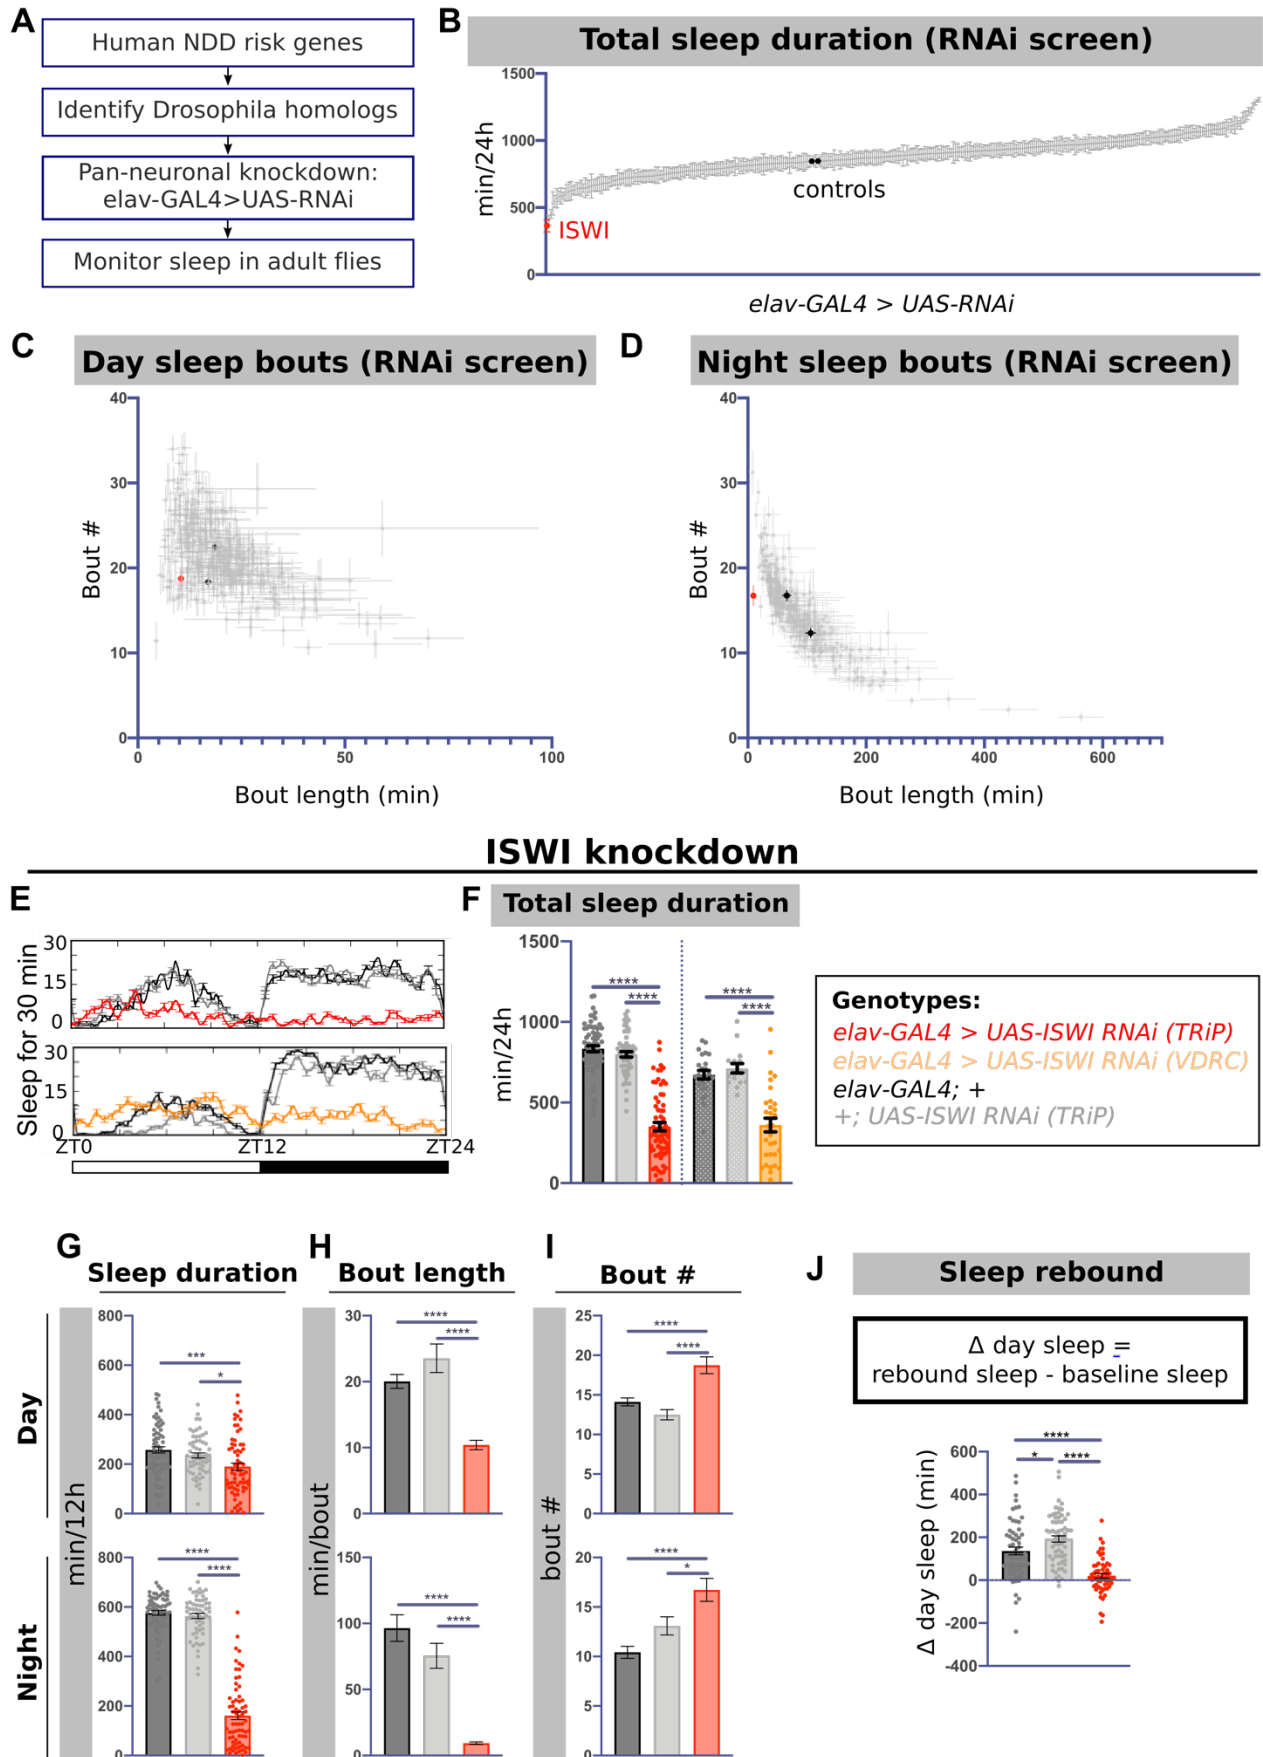 A
Human NDD risk genes
Identify Drosophila homologs
Pan-neuronal knockdown:
elav-GAL4>UAS-RNAi
Monitor sleep in adult flies
B
Total sleep duration (RNAi screen)
min/24h
1500
1000
500
0
controls
ISWI
elav-GAL4 > UAS-RNAi
C
Day sleep bouts (RNAi screen)
Bout #
40
30
20
10
0
0
50
100
Bout length (min)
D
Night sleep bouts (RNAi screen)
Bout #
40
30
20
10
0
0
200
400
600
Bout length (min)
ISWI knockdown
E
Sleep for 30 min
30
15
0
30
15
0
ZT0
ZT12
ZT24
F
Total sleep duration
min/24h
1500
1000
500
0
****
****
****
****
Genotypes:
elav-GAL4 > UAS-ISWI RNAi (TRiP)
elav-GAL4 > UAS-ISWI RNAi (VDRC)
elav-GAL4; +
+; UAS-ISWI RNAi (TRiP)
G
Sleep duration
Day
Night
min/12h
800
600
400
200
0
***
*
800
600
400
200
0
****
****
H
Bout length
min/bout
30
20
10
0
****
****
150
100
50
0
****
****
I
Bout #
bout #
25
20
15
10
5
0
****
****
20
15
10
5
0
****
*
J
Sleep rebound
Δ day sleep =
rebound sleep - baseline sleep
Δ day sleep (min)
600
400
200
0
-200
-400
****
*
****